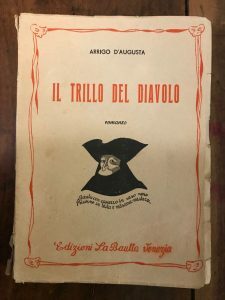 ARRIGO D'AUGUSTA
IL TRILLO DEL DIAVOLO
romanzo
Edizioni La Bautta Venezia